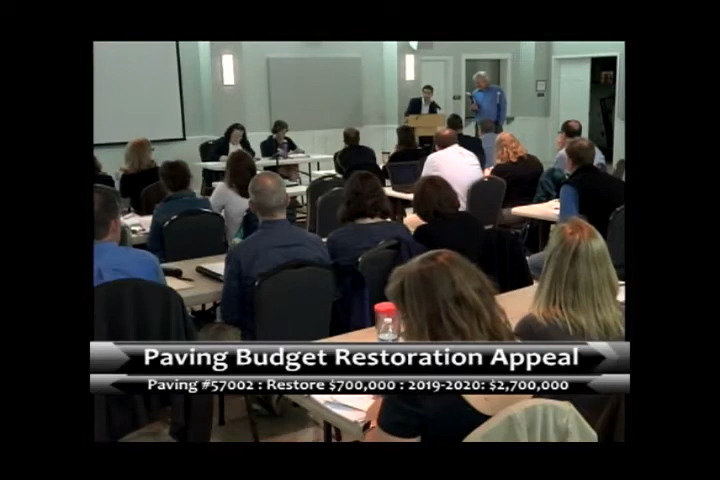 Paving Budget Restoration Appeal
Paving #57002 : Restore $700,000 : 2019-2020: $2,700,000